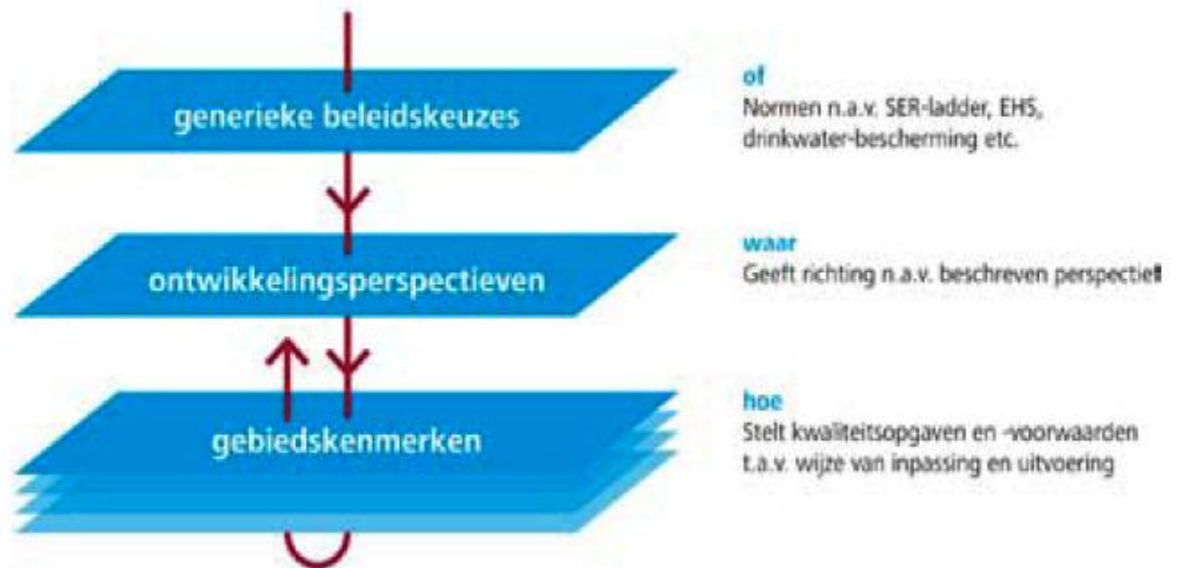 generieke beleidskeuzes
of
Normen n.a.v. SER-ladder, EHS,
drinkwater-bescherming etc.
ontwikkelingsperspectieven
waar
Geeft richting n.a.v. beschreven perspectief
gebiedskenmerken
hoe
Stelt kwaliteitsopgaven en -voorwaarden
t.a.v. wijze van inpassing en uitvoering